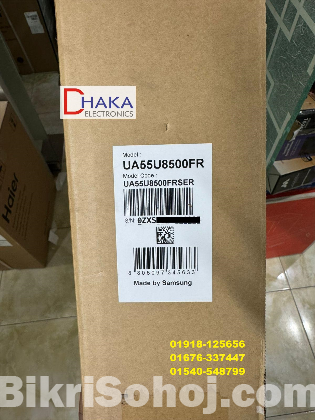 DHAKA
ELECTRONICS
Haier
Model :
UA55U8500FR
Model Code :
UA55U8500FRSER
S/N: 0ZXS
Made by Samsung
01918-125656
01676-337447
01540-548799
BikriSohoj.com